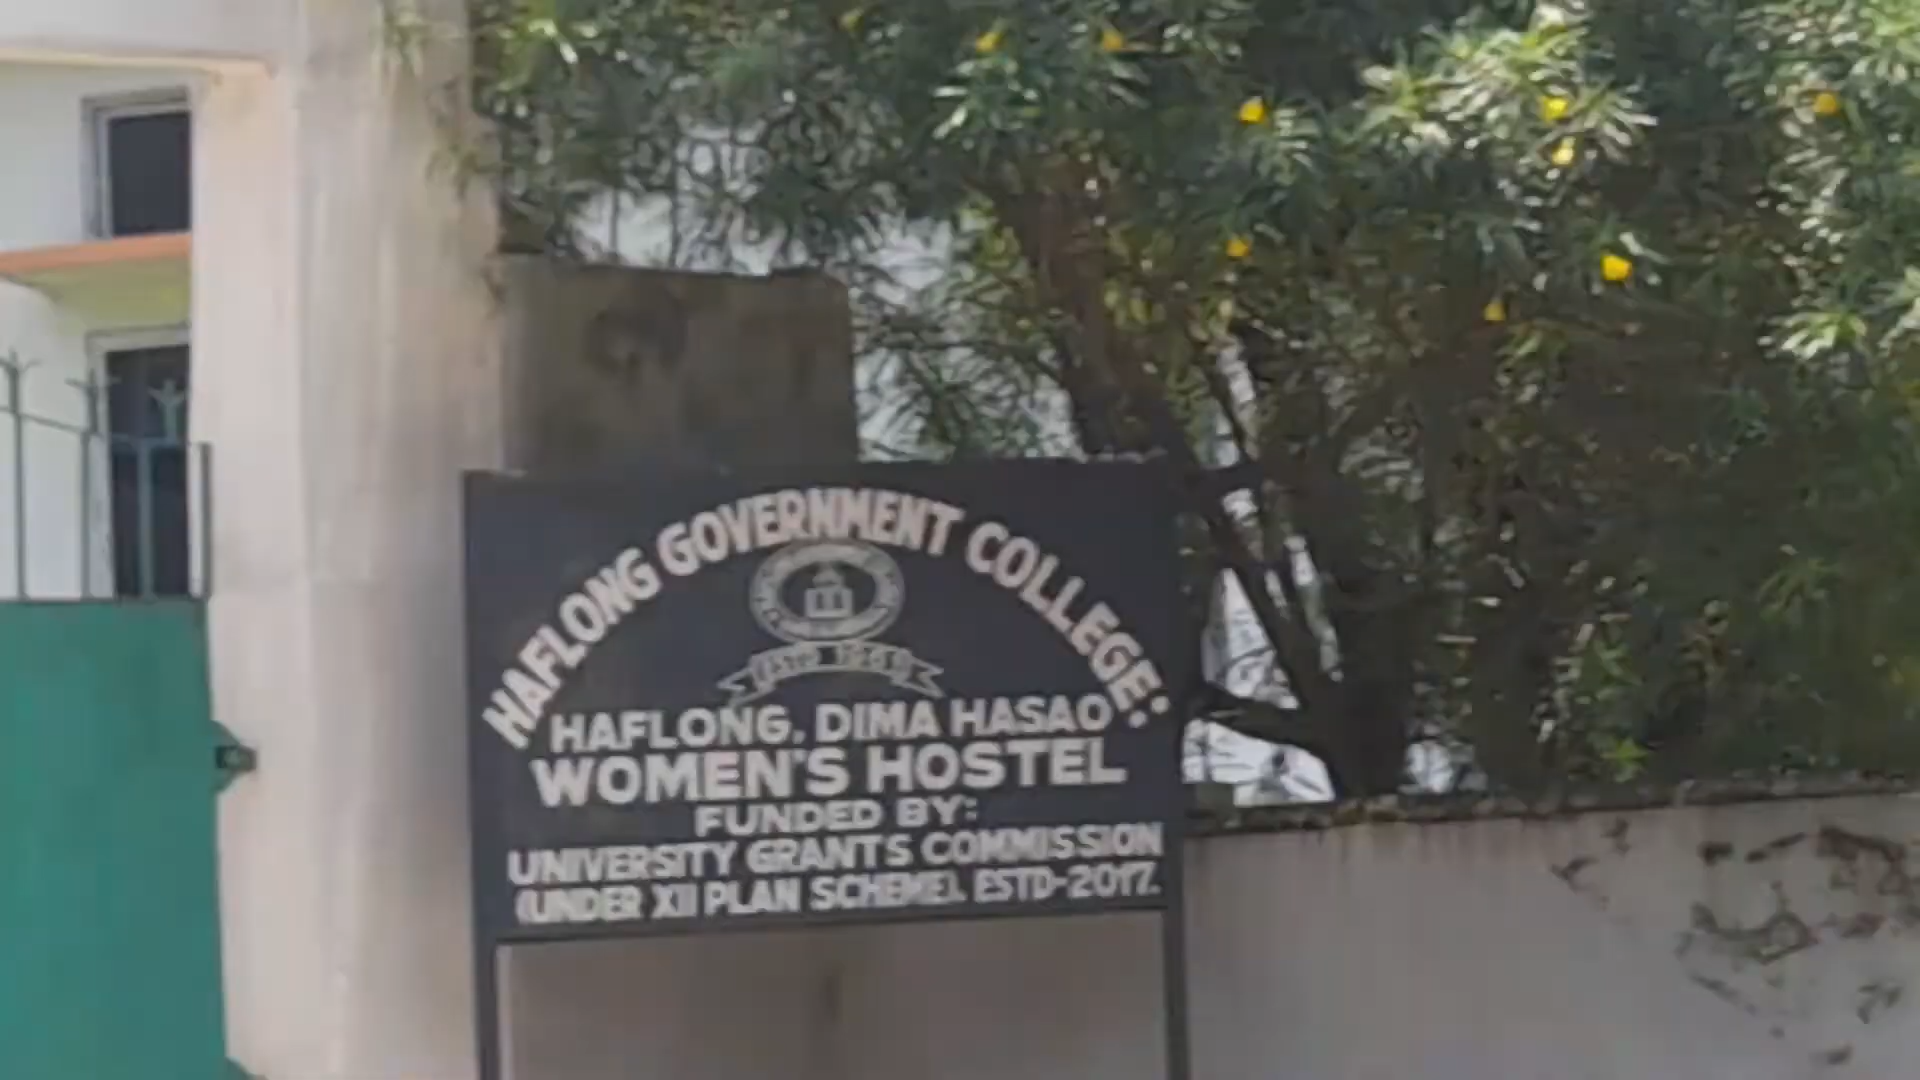 HAFLONG GOVERNMENT COLLEGE:
ESTD
HAFLONG, DIMA HASAO
WOMEN'S HOSTEL
FUNDED BY:
UNIVERSITY GRANTS COMMISSION
(UNDER XII PLAN SCHEME). ESTD-2017.